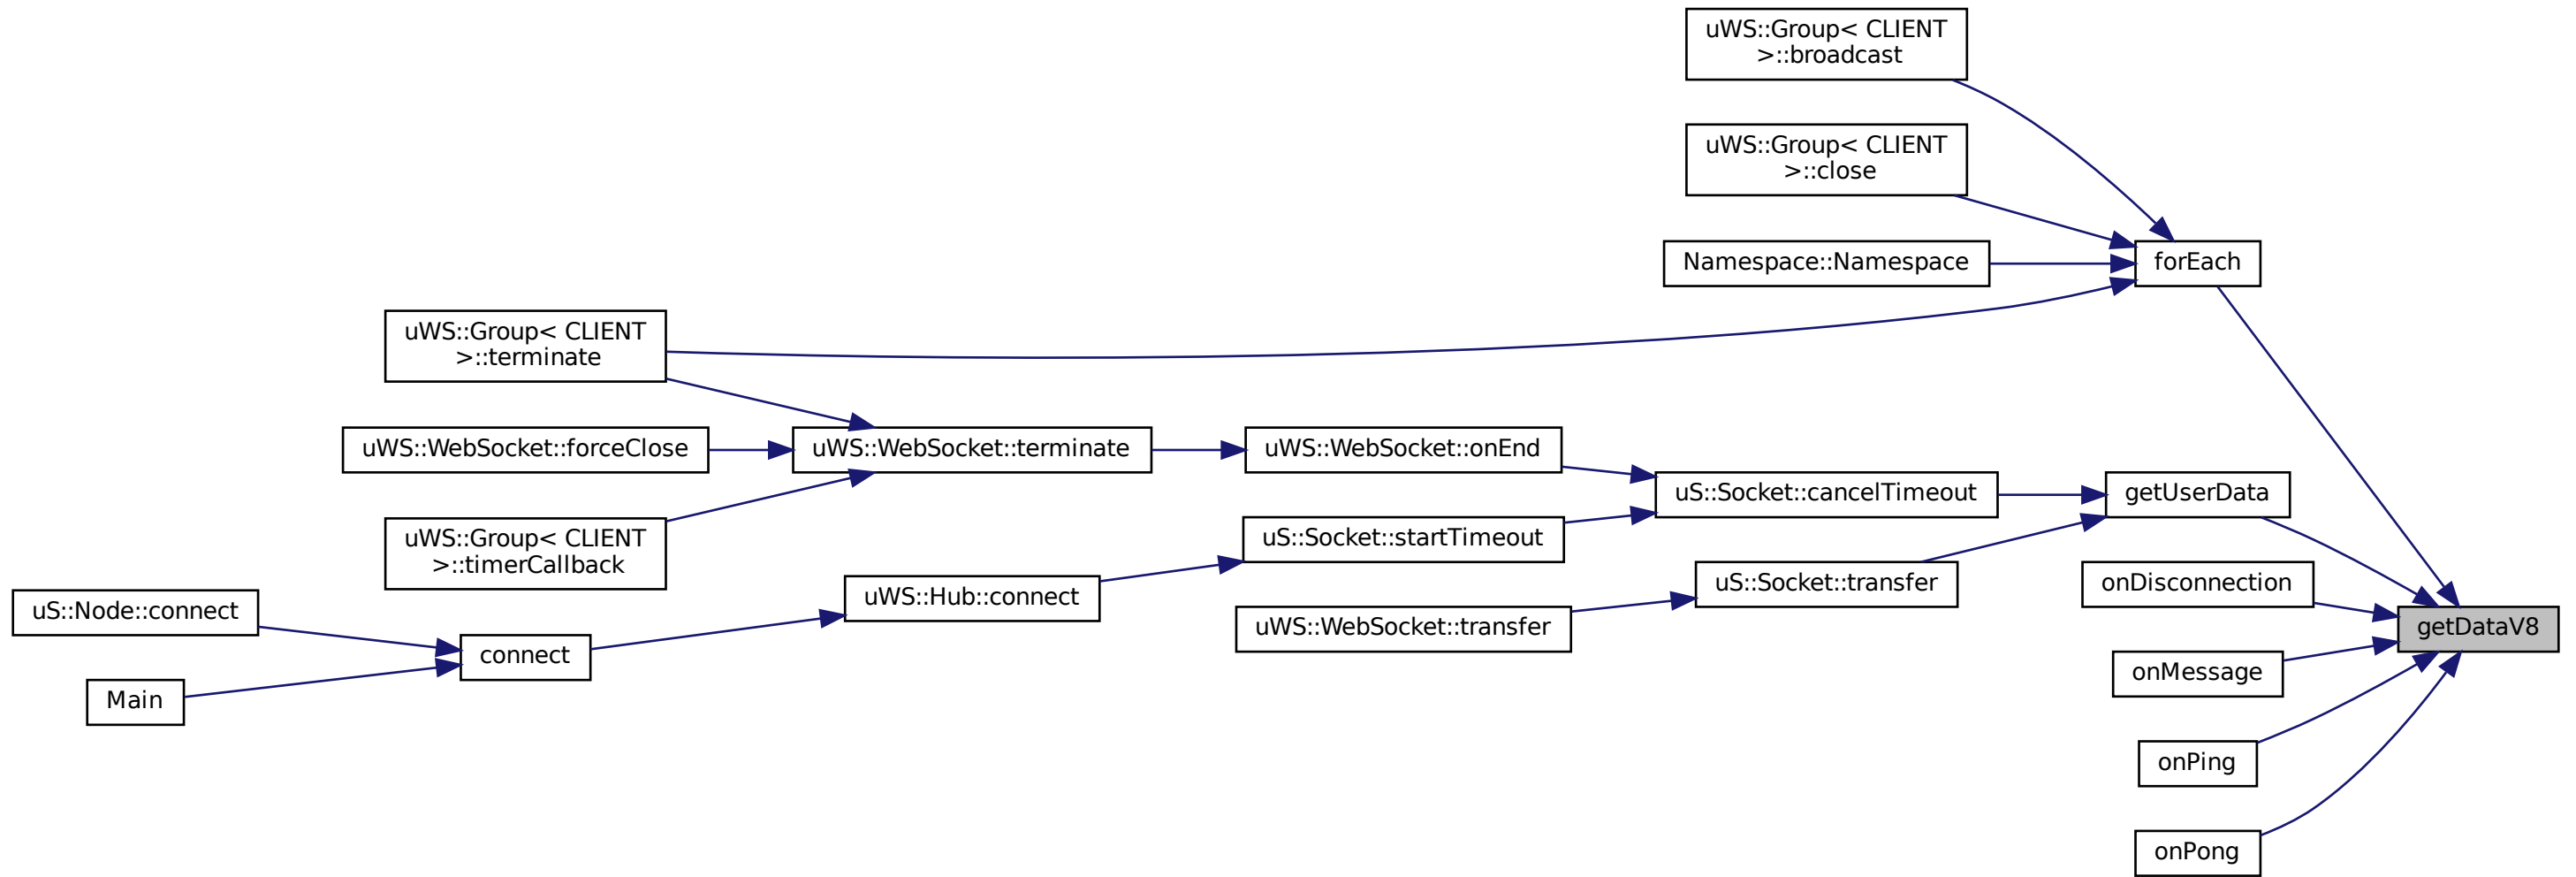 uWS::Group< CLIENT
>::broadcast
uWS::Group< CLIENT
>::close
Namespace::Namespace
forEach
uWS::Group< CLIENT
>::terminate
uWS::WebSocket::forceClose
uWS::WebSocket::terminate
uWS::WebSocket::onEnd
uS::Socket::cancelTimeout
getUserData
uWS::Group< CLIENT
>::timerCallback
uS::Socket::startTimeout
uS::Socket::transfer
onDisconnection
uS::Node::connect
uWS::Hub::connect
uWS::WebSocket::transfer
getDataV8
connect
onMessage
Main
onPing
onPong